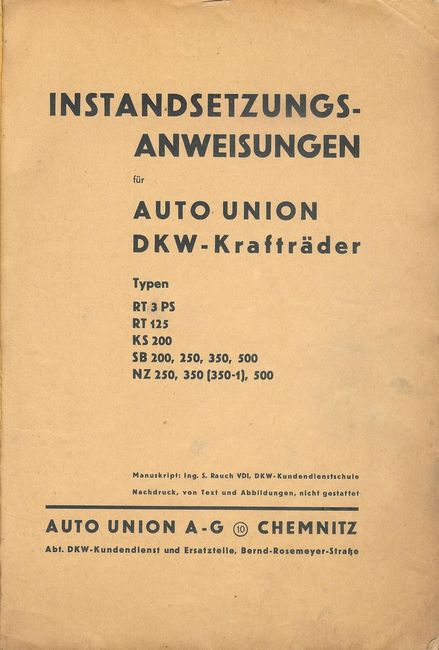 INSTANDSETZUNGS-
ANWEISUNGEN
für
AUTO UNION
DKW-Krafträder
Typen
RT 3 PS
RT 125
KS 200
SB 200, 250, 350, 500
NZ 250, 350 (350-1), 500
Manuskript: Ing. S. Rauch VDI, DKW-Kundendienstschule
Nachdruck, von Text und Abbildungen, nicht gestattet
AUTO UNION A-G 10 CHEMNITZ
Abt. DKW-Kundendienst und Ersatzteile, Bernd-Rosemeyer-Straße